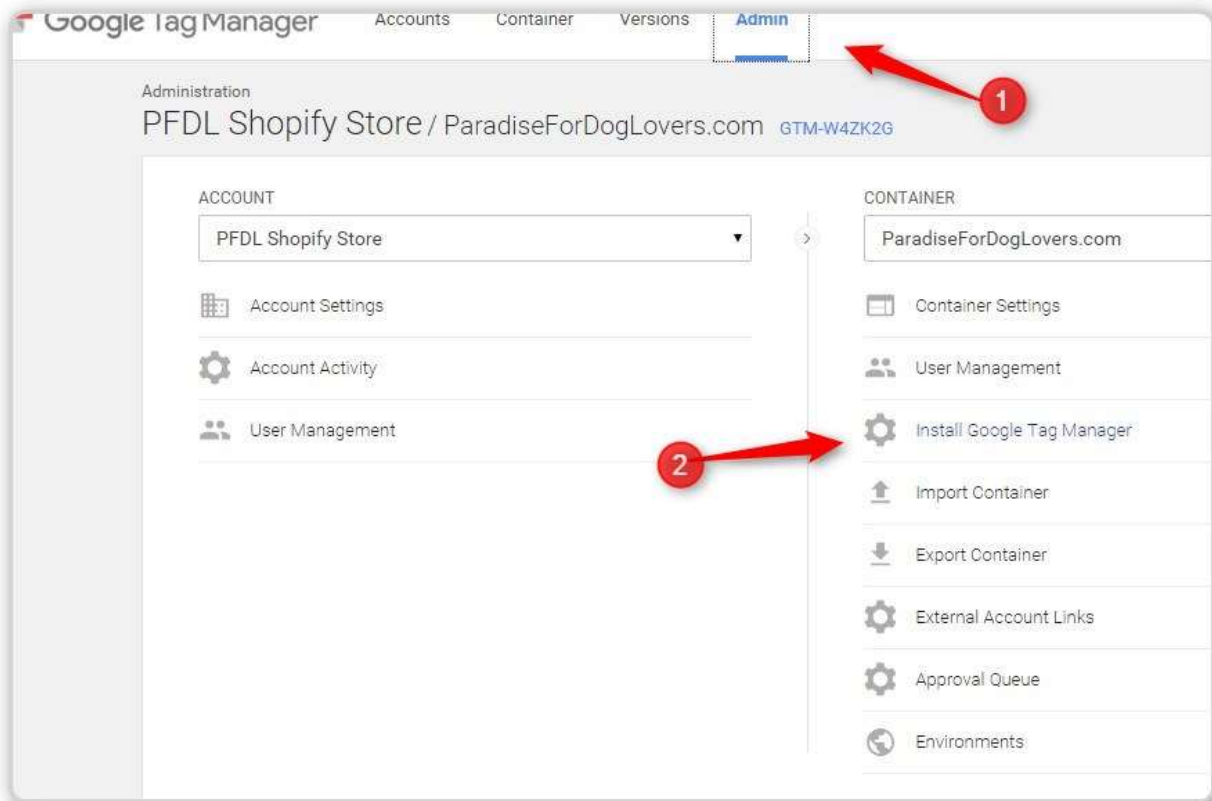 Google Tag Manager Accounts Container Versions Admin
1
Administration
PFDL Shopify Store / ParadiseForDogLovers.com GTM-W4ZK2G
ACCOUNT
PFDL Shopify Store
Account Settings
Account Activity
User Management
2
CONTAINER
ParadiseForDogLovers.com
Container Settings
User Management
Install Google Tag Manager
Import Container
Export Container
External Account Links
Approval Queue
Environments